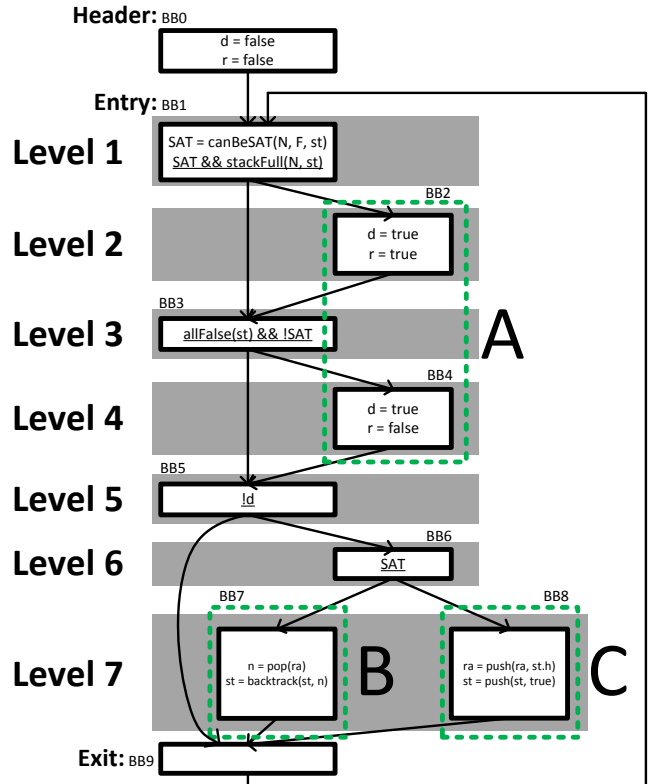 Header: BB0
d = false
r = false
Entry: BB1
Level 1
SAT = canBeSAT(N, F, st)
SAT && stackFull(N, st)
BB2
Level 2
d = true
r = true
BB3
Level 3
allFalse(st) && !SAT
A
BB4
Level 4
d = true
r = false
BB5
Level 5
!d
BB6
Level 6
SAT
BB7
BB8
Level 7
n = pop(ra)
st = backtrack(st, n)
B
ra = push(ra, st.h)
st = push(st, true)
C
Exit: BB9